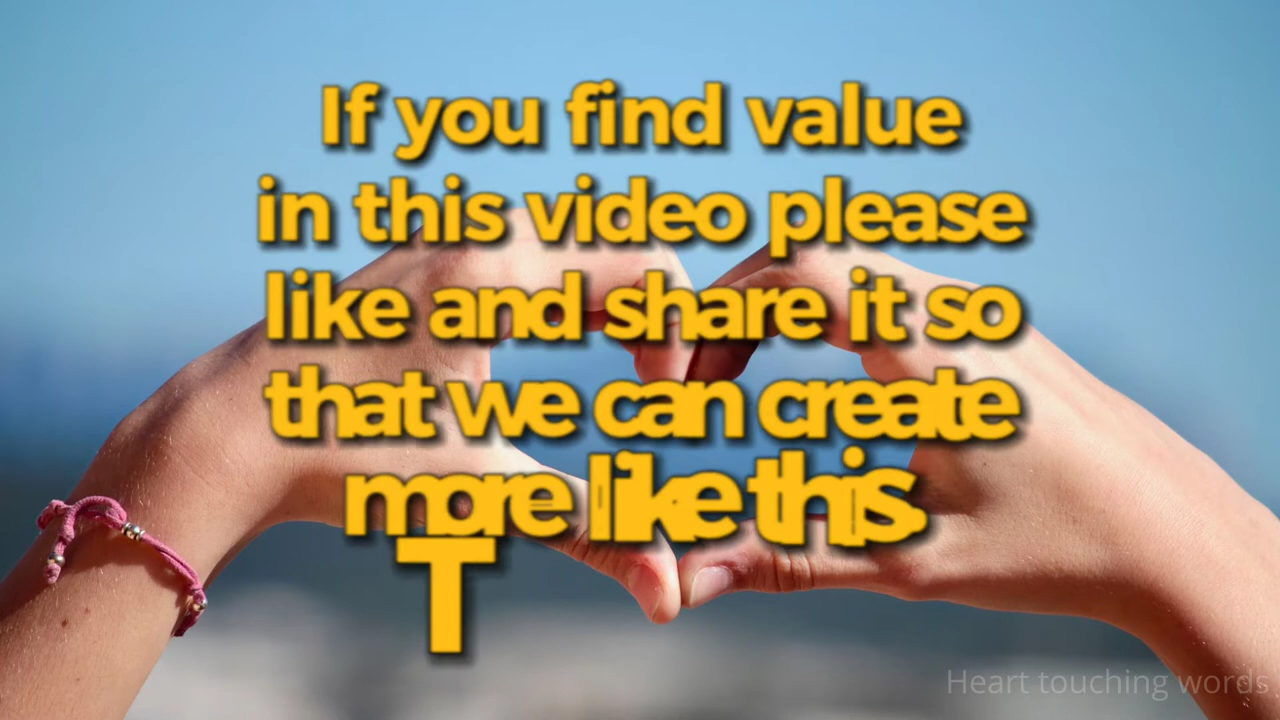 If you find value
in this video please
like and share it so
that we can create
more like this.
T
Heart touching words